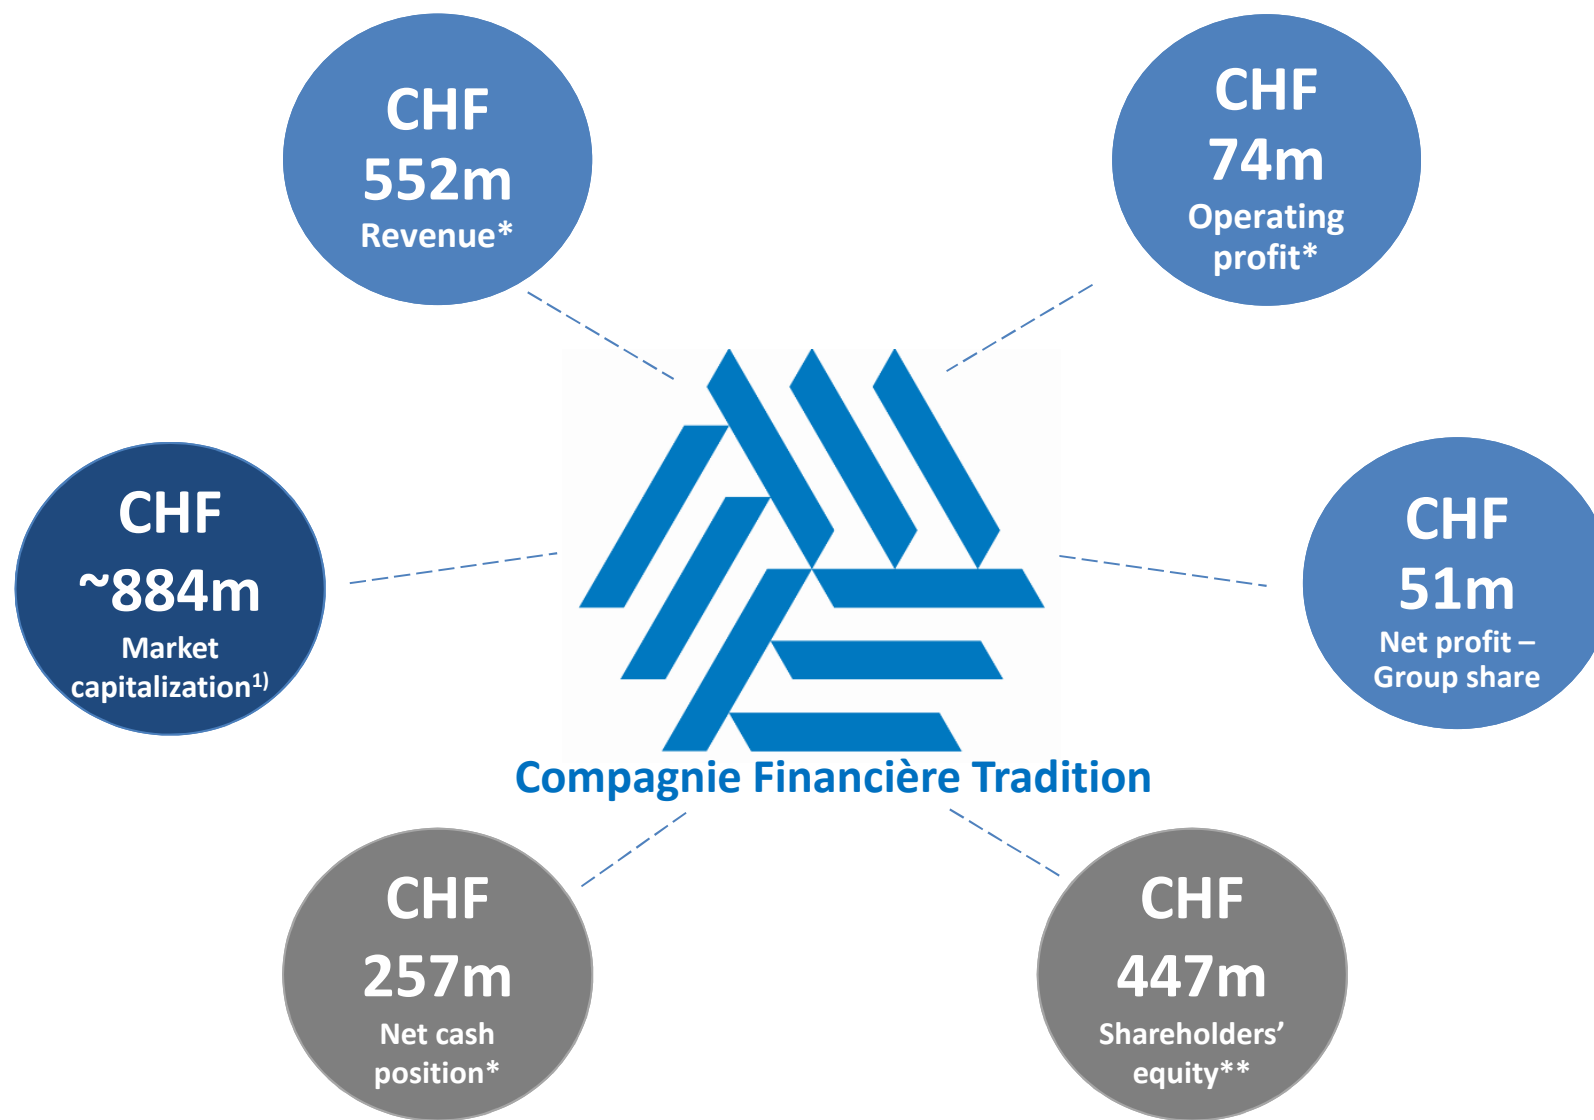 CHF
552m
Revenue*
CHF
74m
Operating
profit*
CHF
~884m
Market
capitalization¹⁾
CHF
51m
Net profit –
Group share
Compagnie Financière Tradition
CHF
257m
Net cash
position*
CHF
447m
Shareholders’
equity**